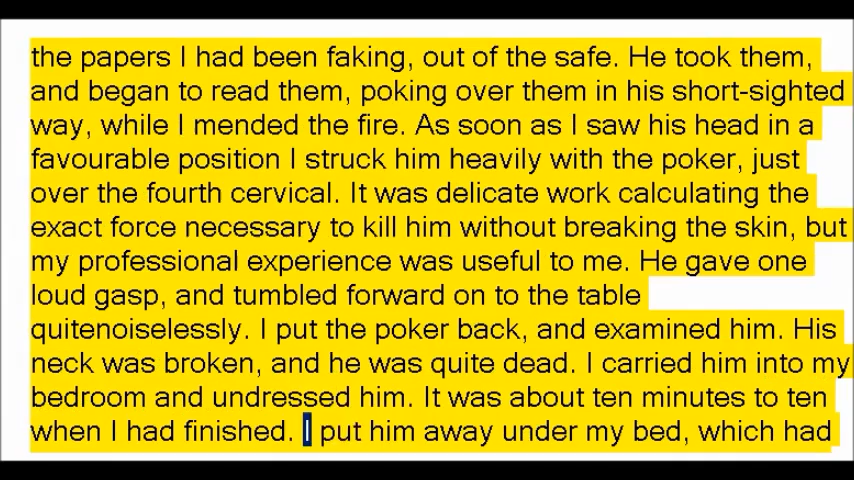 the papers I had been faking, out of the safe. He took them,
and began to read them, poking over them in his short-sighted
way, while I mended the fire. As soon as I saw his head in a
favourable position I struck him heavily with the poker, just
over the fourth cervical. It was delicate work calculating the
exact force necessary to kill him without breaking the skin, but
my professional experience was useful to me. He gave one
loud gasp, and tumbled forward on to the table
quitenoiselessly. I put the poker back, and examined him. His
neck was broken, and he was quite dead. I carried him into my
bedroom and undressed him. It was about ten minutes to ten
when I had finished. I put him away under my bed, which had